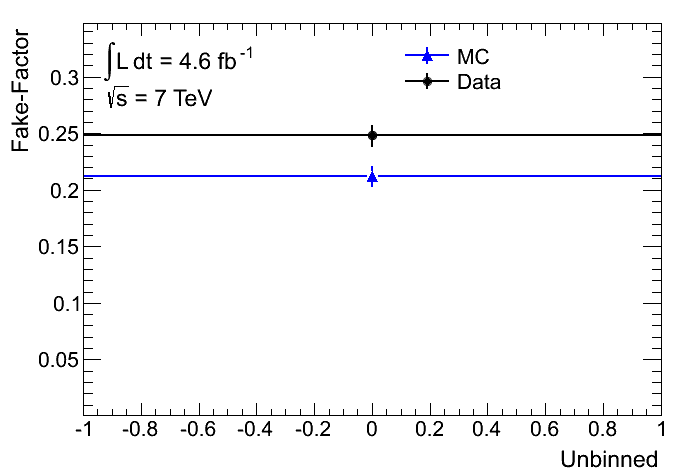 ∫L dt = 4.6 fb⁻¹
√s = 7 TeV
MC
Data
Fake-Factor
0.3
0.25
0.2
0.15
0.1
0.05
-1 -0.8 -0.6 -0.4 -0.2 0 0.2 0.4 0.6 0.8 1
Unbinned